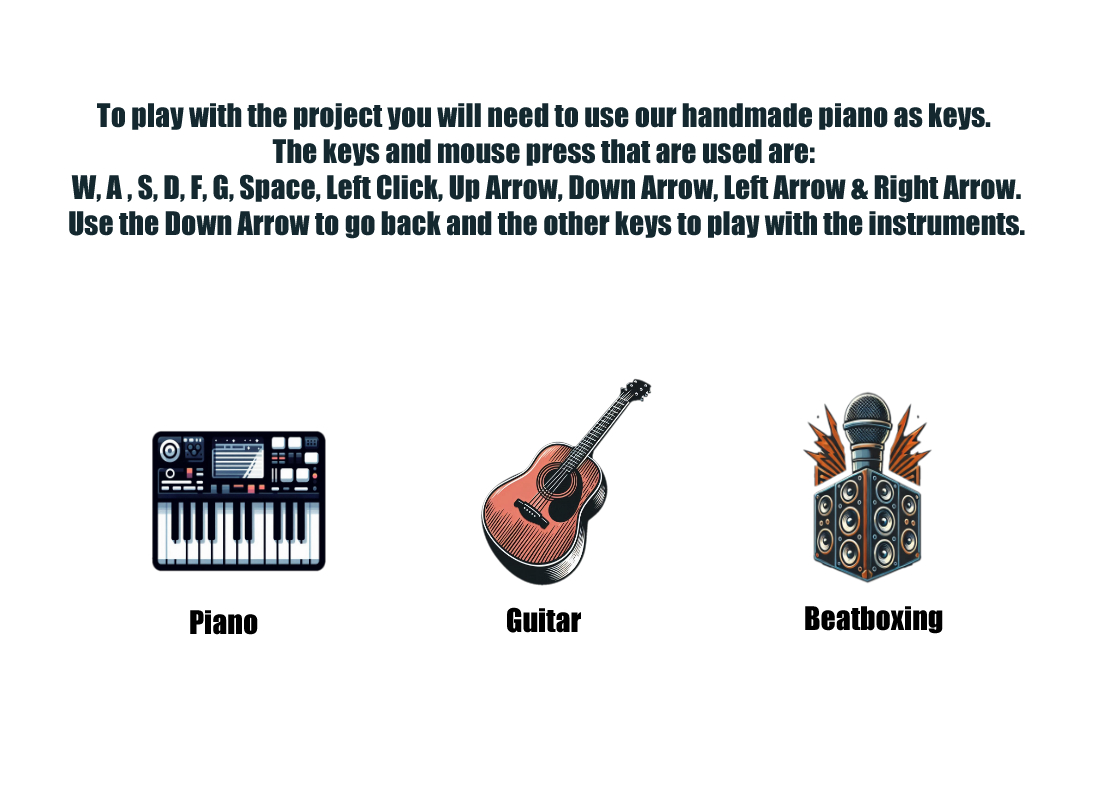 To play with the project you will need to use our handmade piano as keys.
The keys and mouse press that are used are:
W, A , S, D, F, G, Space, Left Click, Up Arrow, Down Arrow, Left Arrow & Right Arrow.
Use the Down Arrow to go back and the other keys to play with the instruments.
Piano
Guitar
Beatboxing